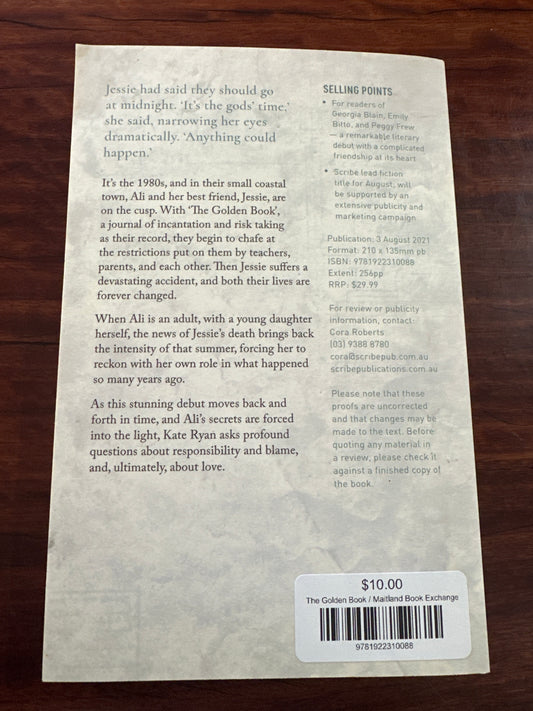 Jessie had said they should go
at midnight. ‘It’s the gods’ time,’
she said, narrowing her eyes
dramatically. ‘Anything could
happen.’
It’s the 1980s, and in their small coastal
town, Ali and her best friend, Jessie, are
on the cusp. With ‘The Golden Book’,
a journal of incantation and risk taking
as their record, they begin to chafe at
the restrictions put on them by teachers,
parents, and each other. Then Jessie suffers a
devastating accident, and both their lives are
forever changed.
When Ali is an adult, with a young daughter
herself, the news of Jessie’s death brings back
the intensity of that summer, forcing her to
reckon with her own role in what happened
so many years ago.
As this stunning debut moves back and
forth in time, and Ali’s secrets are forced
into the light, Kate Ryan asks profound
questions about responsibility and blame,
and, ultimately, about love.
SELLING POINTS
• For readers of
Georgia Blain, Emily
Bitto, and Peggy Frew
— a remarkable literary
debut with a complicated
friendship at its heart
• Scribe lead fiction
title for August; will
be supported by an
extensive publicity and
marketing campaign
Publication: 3 August 2021
Format: 210 x 135mm pb
ISBN: 9781922310088
Extent: 256pp
RRP: $29.99
For review or publicity
information, contact:
Cora Roberts
(03) 9388 8780
cora@scribepub.com.au
scribepublications.com.au
Please note that these
proofs are uncorrected
and that changes may be
made to the text. Before
quoting any material in
a review, please check it
against a finished copy of
the book.
$10.00
The Golden Book / Maitland Book Exchange
9781922310088